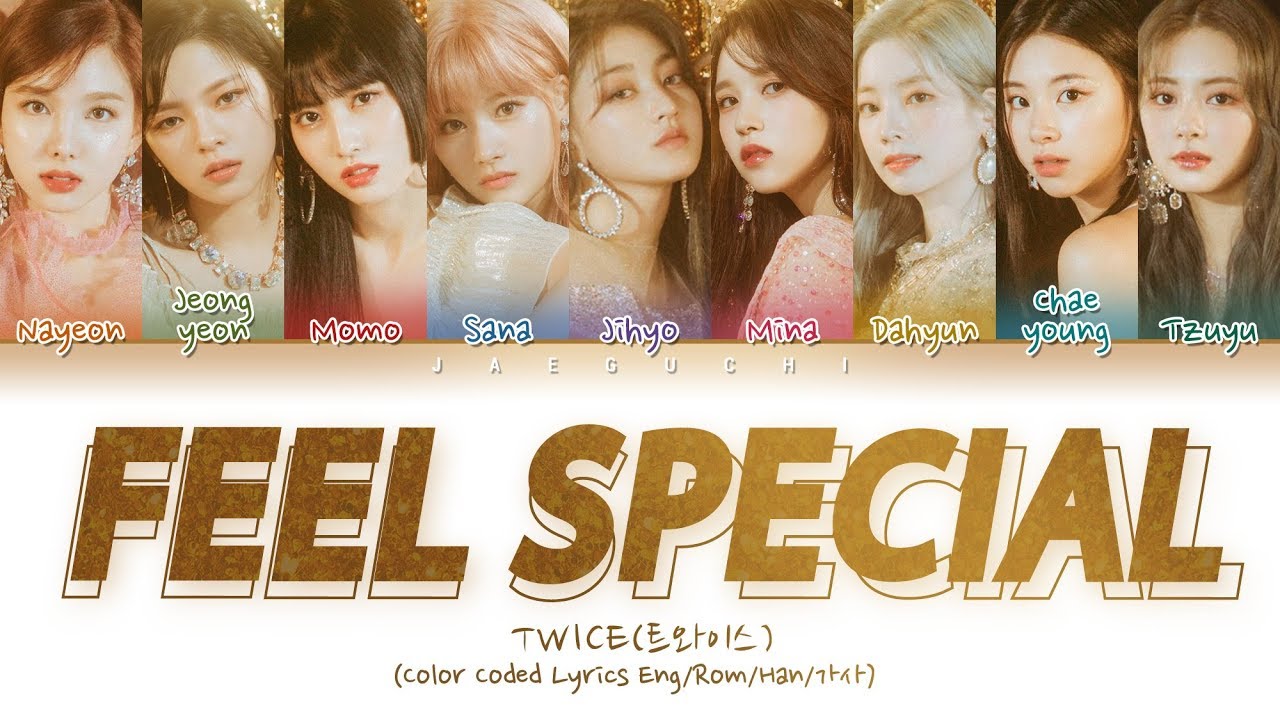 Nayeon
Jeong
yeon
Momo
Sana
Jihyo
Mina
Dahyun
chae
young
Tzuyu
JAEGUCHI
FEEL SPECIAL
TWICE(트와이스)
(color coded Lyrics Eng/Rom/Han/가사)